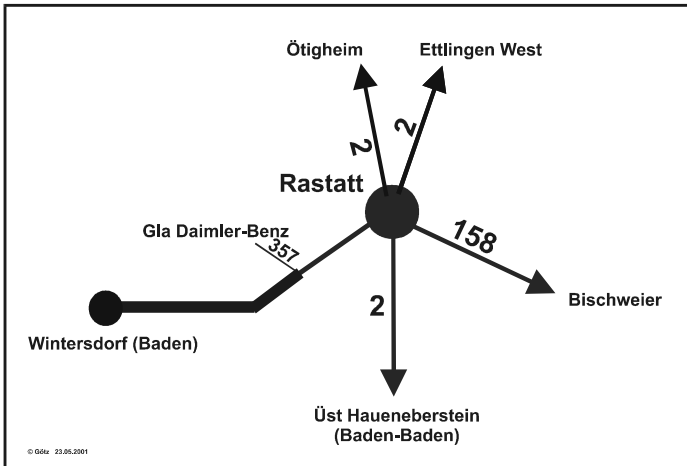 Ötigheim
Ettlingen West
2
2
Rastatt
Gla Daimler-Benz
357
158
2
Bischweier
Wintersdorf (Baden)
Üst Haueneberstein
(Baden-Baden)
© Götz 23.05.2001